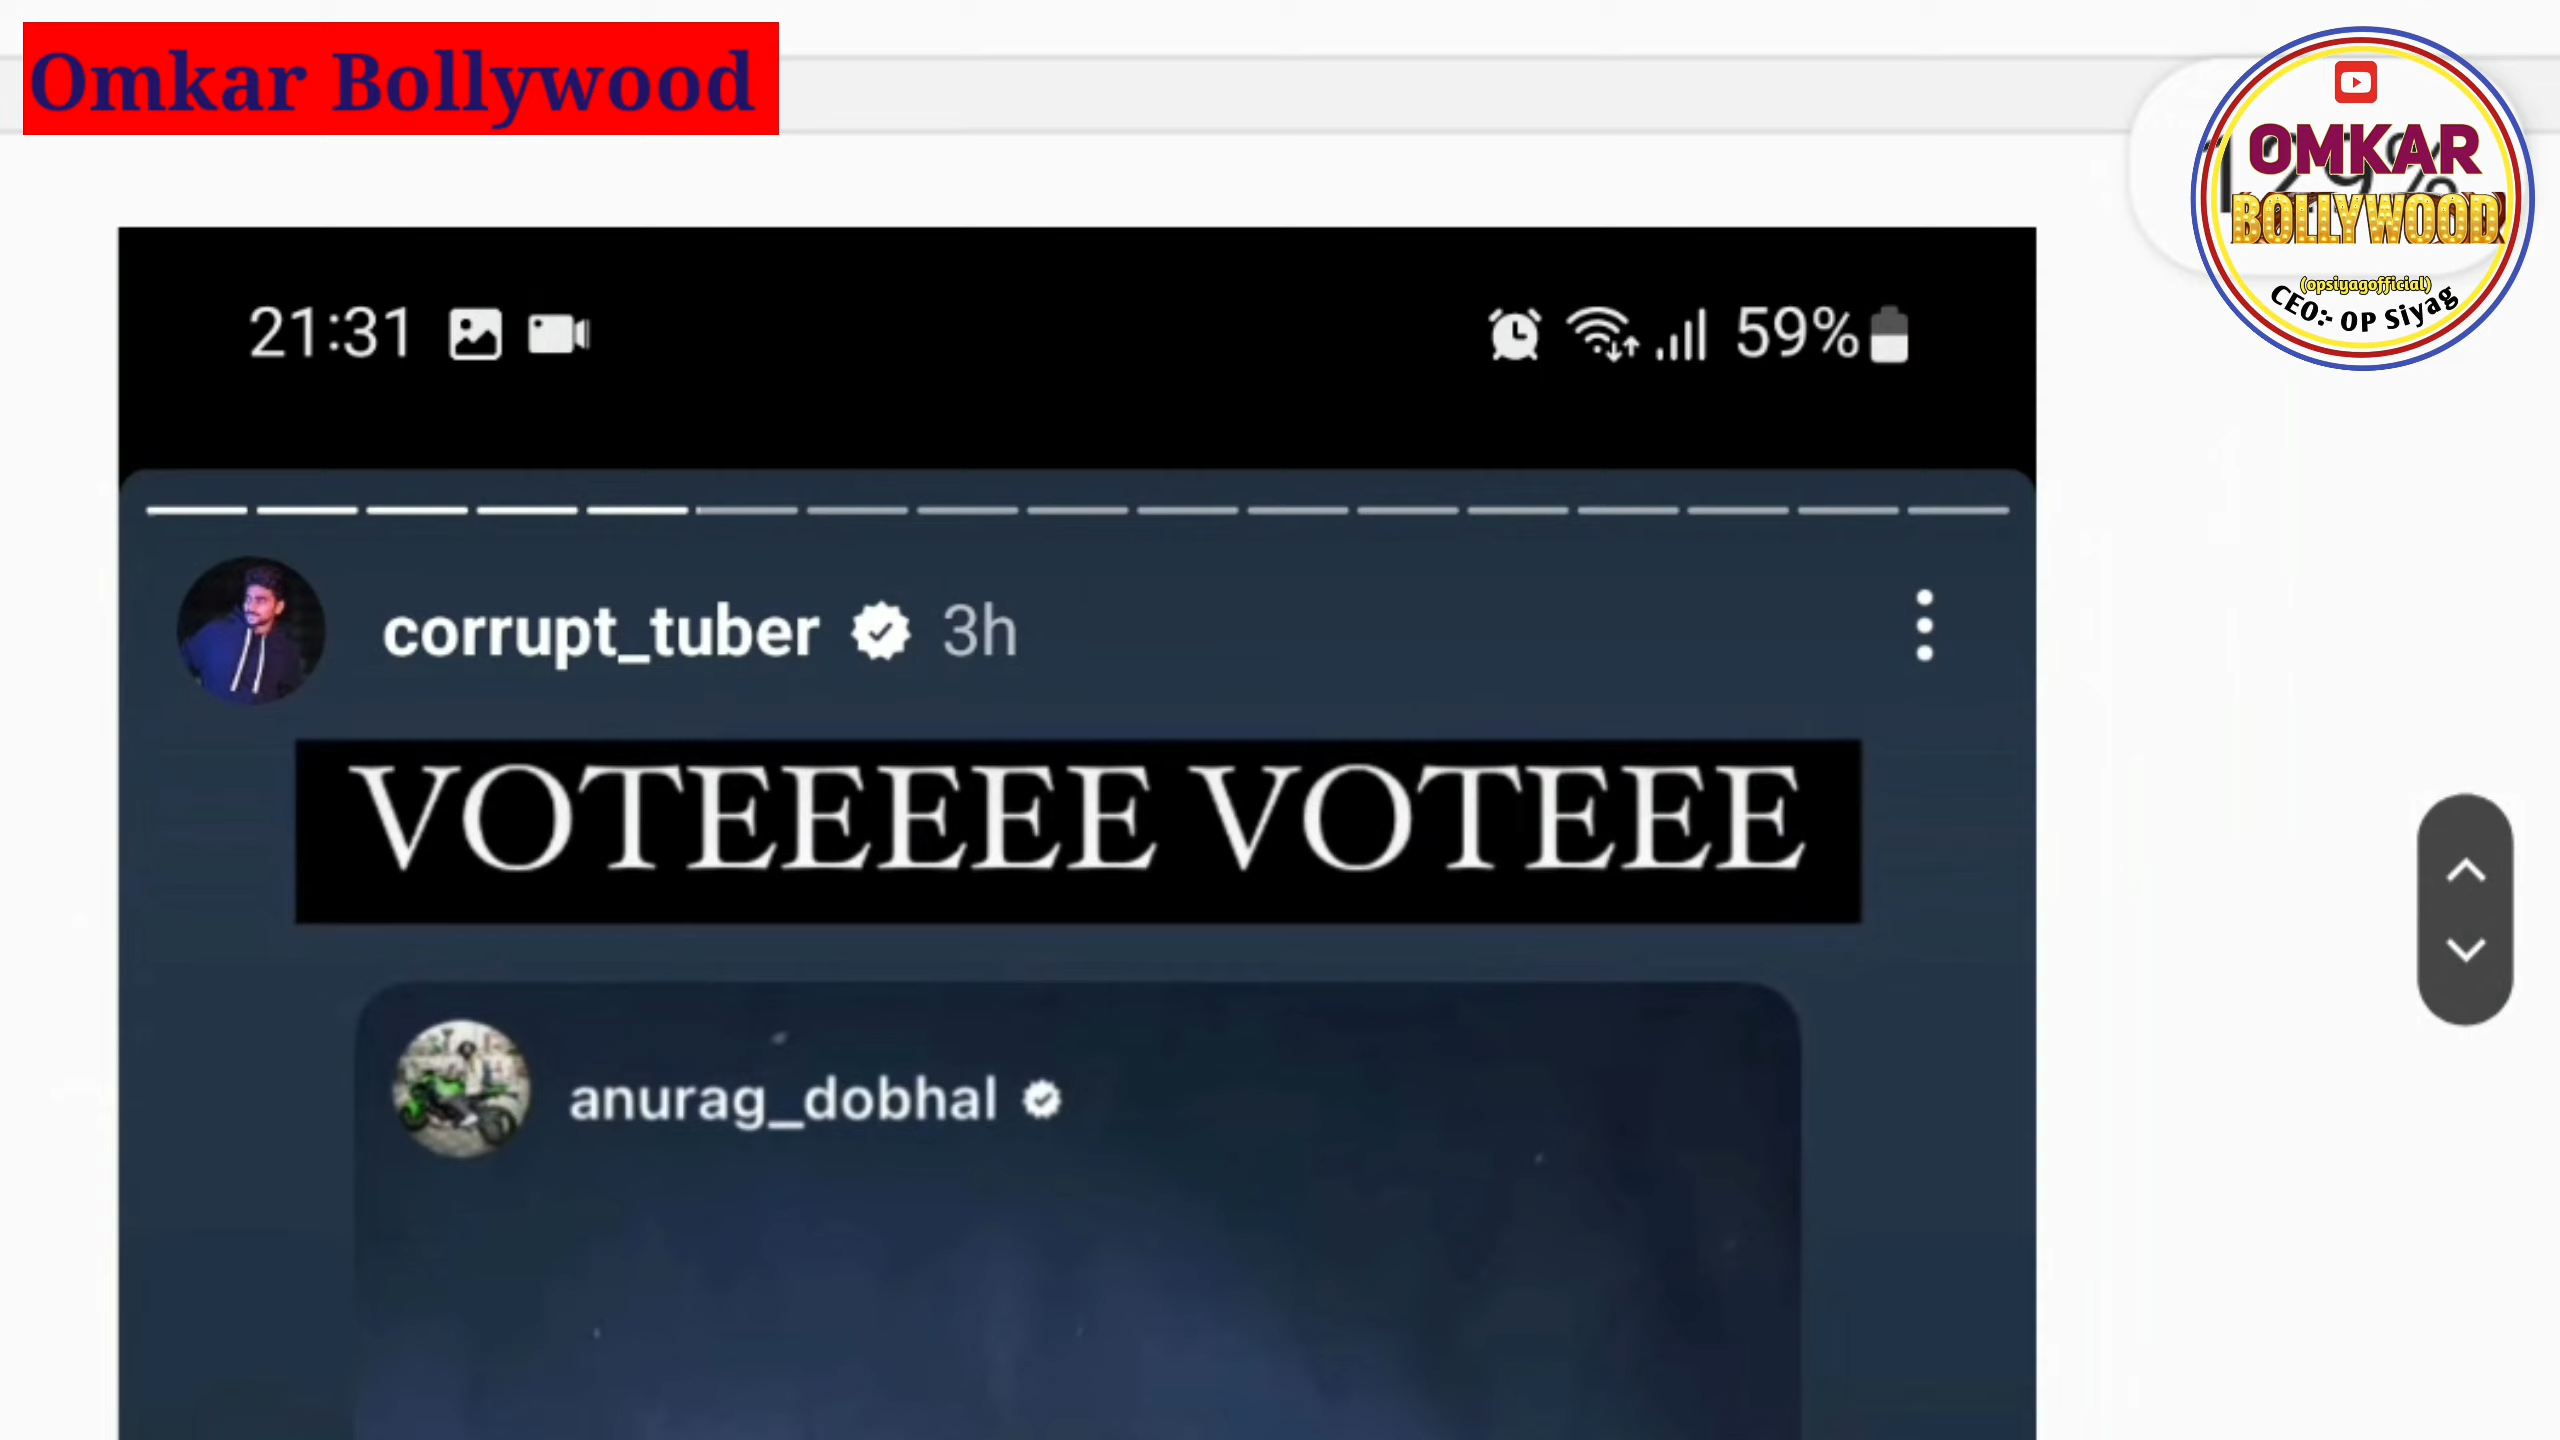 Omkar Bollywood
OMKAR
BOLLYWOOD
(opsiyagofficial)
CEO:- OP Siyag
21:31
59%
corrupt_tuber 3h
VOTEEEEE VOTEEE
anurag_dobhal